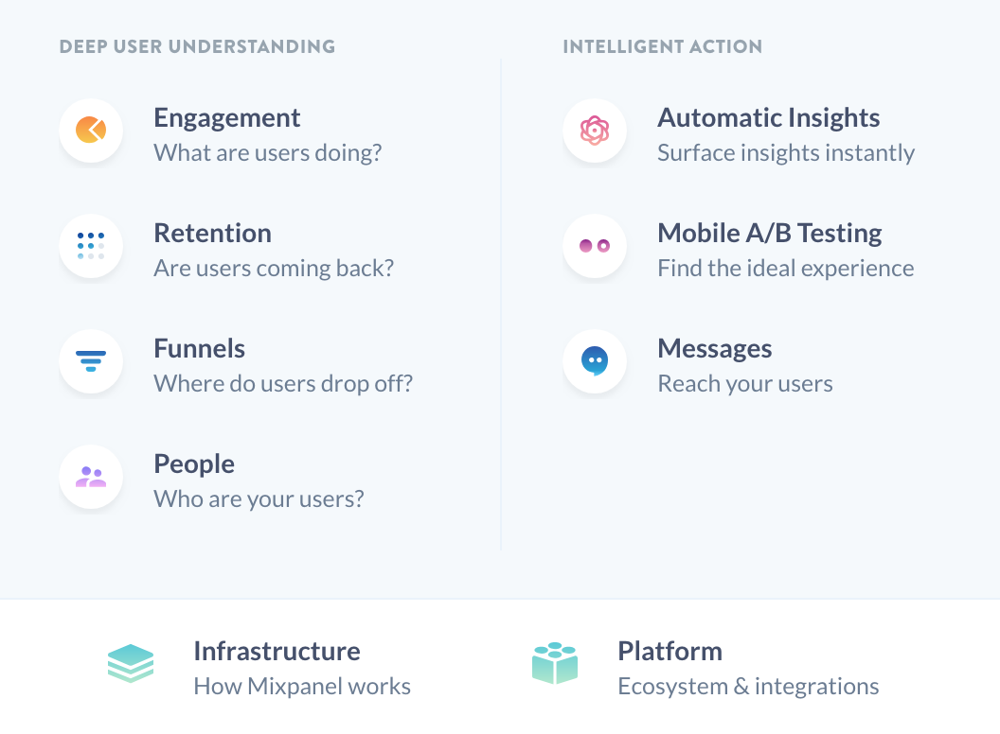 DEEP USER UNDERSTANDING
Engagement
What are users doing?
Retention
Are users coming back?
Funnels
Where do users drop off?
People
Who are your users?
INTELLIGENT ACTION
Automatic Insights
Surface insights instantly
Mobile A/B Testing
Find the ideal experience
Messages
Reach your users
Infrastructure
How Mixpanel works
Platform
Ecosystem & integrations